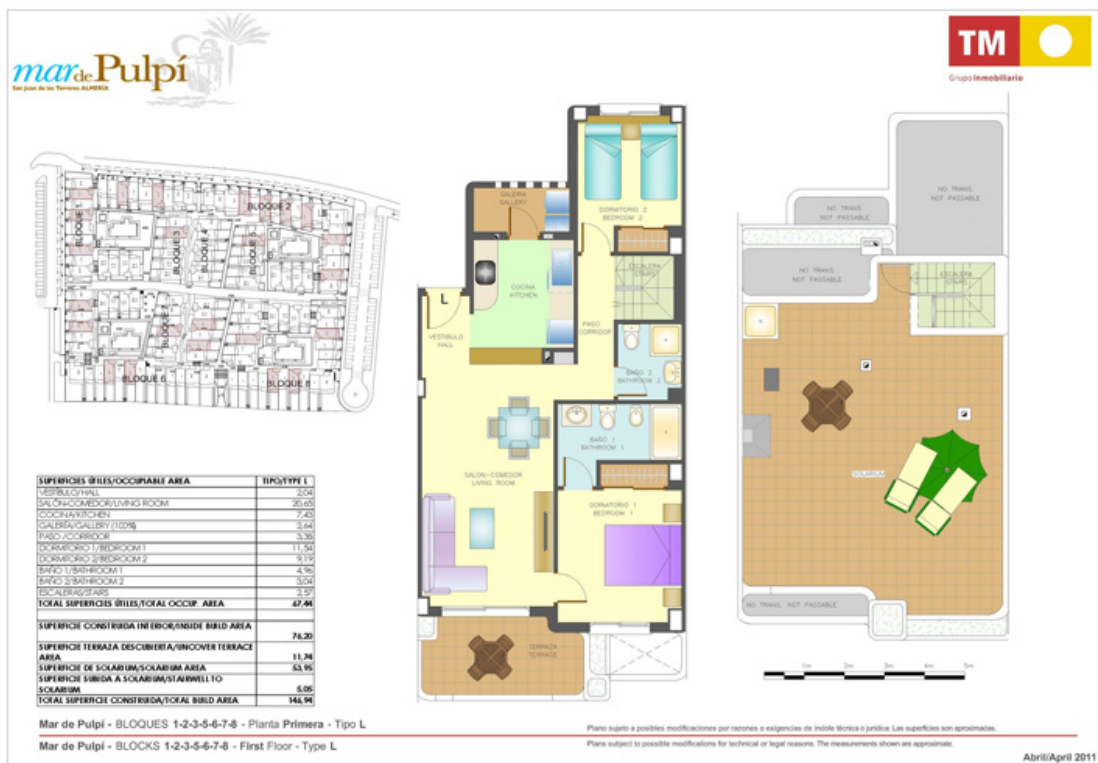 mar de Pulpí
San Juan de los Terreros ALMERÍA
TM
Grupo Inmobiliario
BLOQUE 1
BLOQUE 2
BLOQUE 3
BLOQUE 4
BLOQUE 5
BLOQUE 6
BLOQUE 7
BLOQUE 8
GALERIA
GALLERY
DORMITORIO 2
BEDROOM 2
COCINA
KITCHEN
ESCALERA
STAIRS
L
VESTIBULO
HALL
PASO
CORRIDOR
BAÑO 2
BATHROOM 2
BAÑO 1
BATHROOM 1
SALON-COMEDOR
LIVING ROOM
DORMITORIO 1
BEDROOM 1
TERRAZA
TERRACE
NO TRANS.
NOT PASSABLE
NO TRANS.
NOT PASSABLE
NO TRANS.
NOT PASSABLE
ESCALERA
STAIRS
SOLARIUM
NO TRANS. NOT PASSABLE
1m 2m 3m 4m 5m
SUPERFICIES ÚTILES/OCCUPIABLE AREA TIPO/TYPE L
VESTÍBULO/HALL 2,04
SALÓN-COMEDOR/LIVING ROOM 20,65
COCINA/KITCHEN 7,43
GALERÍA/GALLERY (100%) 2,64
PASO /CORRIDOR 3,35
DORMITORIO 1/BEDROOM 1 11,54
DORMITORIO 2/BEDROOM 2 9,19
BAÑO 1/BATHROOM 1 4,96
BAÑO 2/BATHROOM 2 3,04
ESCALERAS/STAIRS 2,57
TOTAL SUPERFICIES ÚTILES/TOTAL OCCUP. AREA 67,44
SUPERFICIE CONSTRUIDA INTERIOR/INSIDE BUILD AREA 76,20
SUPERFICIE TERRAZA DESCUBIERTA/UNCOVER TERRACE
AREA 11,74
SUPERFICIE DE SOLARIUM/SOLARIUM AREA 53,95
SUPERFICIE SUBIDA A SOLARIUM/STAIRWELL TO
SOLARIUM 5,05
TOTAL SUPERFICIE CONSTRUIDA/TOTAL BUILD AREA 146,94
Mar de Pulpí - BLOQUES 1-2-3-5-6-7-8 - Planta Primera - Tipo L
Mar de Pulpí - BLOCKS 1-2-3-5-6-7-8 - First Floor - Type L
Plano sujeto a posibles modificaciones por razones o exigencias de índole técnica o jurídica. Las superficies son aproximadas.
Plans subject to possible modifications for technical or legal reasons. The measurements shown are approximate.
Abril/April 2011